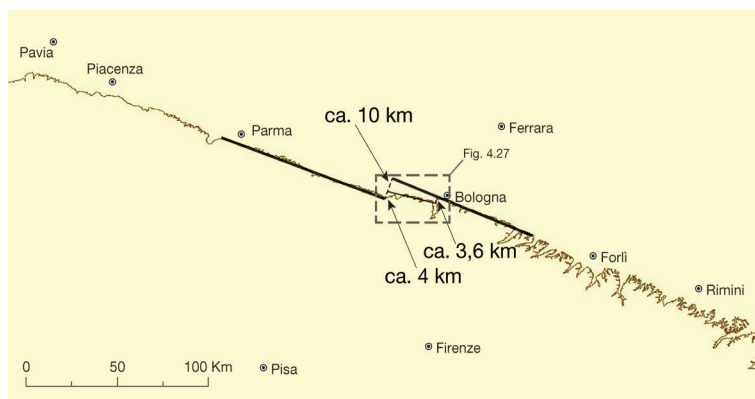 Pavia
Piacenza
ca. 10 km
Parma
Ferrara
Fig. 4.27
Bologna
ca. 3,6 km
Forlì
ca. 4 km
Rimini
Firenze
0 50 100 Km
Pisa